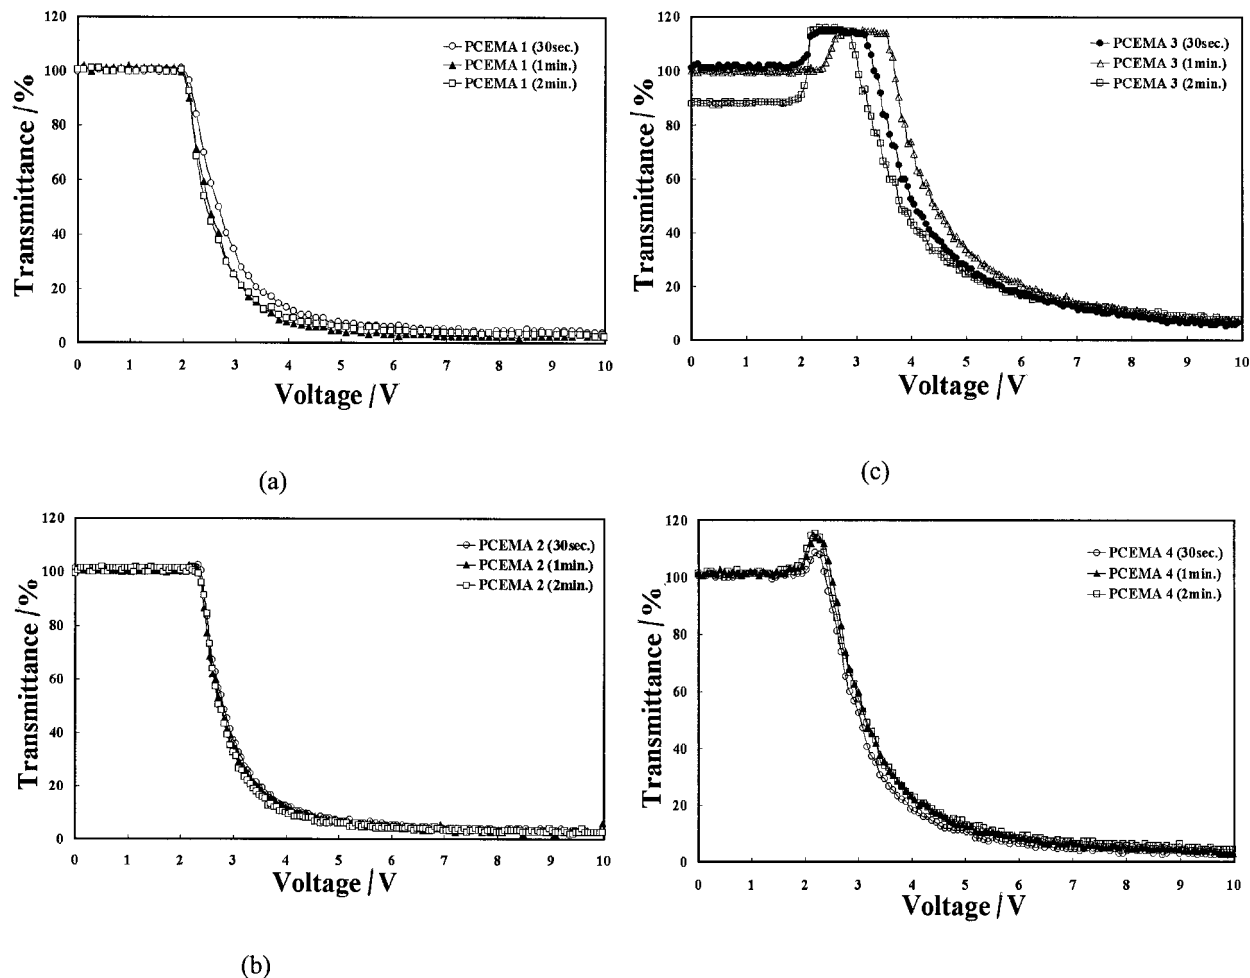 120
100
80
60
40
20
0
Transmittance /%
PCEMA 1 (30sec.)
PCEMA 1 (1min.)
PCEMA 1 (2min.)
0 1 2 3 4 5 6 7 8 9 10
Voltage /V
(a)
120
100
80
60
40
20
0
Transmittance /%
PCEMA 2 (30sec.)
PCEMA 2 (1min.)
PCEMA 2 (2min.)
0 1 2 3 4 5 6 7 8 9 10
Voltage /V
(b)
120
100
80
60
40
20
0
Transmittance /%
PCEMA 3 (30sec.)
PCEMA 3 (1min.)
PCEMA 3 (2min.)
0 1 2 3 4 5 6 7 8 9 10
Voltage /V
(c)
120
100
80
60
40
20
0
Transmittance /%
PCEMA 4 (30sec.)
PCEMA 4 (1min.)
PCEMA 4 (2min.)
0 1 2 3 4 5 6 7 8 9 10
Voltage /V